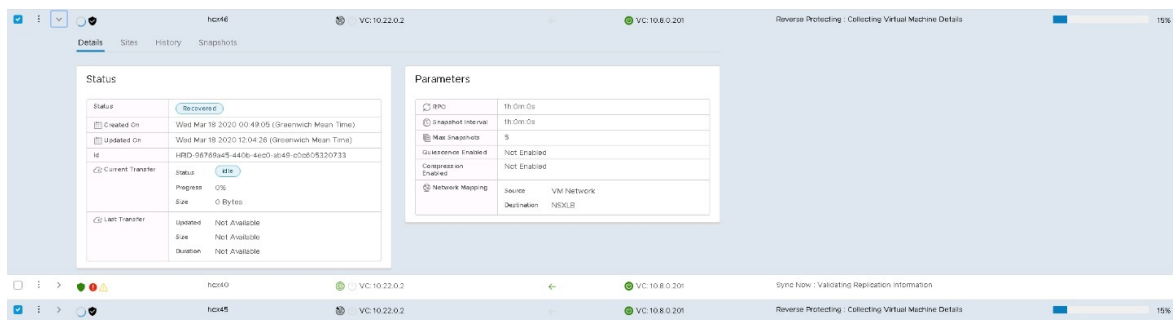 hcx46 VC: 10.22.0.2 VC: 10.8.0.201 Reverse Protecting : Collecting Virtual Machine Details 15%
Details Sites History Snapshots
Status
Status Recovered
Created On Wed Mar 18 2020 00:49:05 (Greenwich Mean Time)
Updated On Wed Mar 18 2020 12:04:26 (Greenwich Mean Time)
Id HRID-96769a45-440b-4ec0-ab49-c0c605320733
Current Transfer Status Idle
Progress 0%
Size 0 Bytes
Last Transfer Updated Not Available
Size Not Available
Duration Not Available
Parameters
RPO 1h:0m:0s
Snapshot Interval 1h:0m:0s
Max Snapshots 5
Quiescence Enabled Not Enabled
Compression Enabled Not Enabled
Network Mapping Source VM Network
Destination NSXLB
hcx40 VC: 10.22.0.2 VC: 10.8.0.201 Sync Now : Validating Replication Information
hcx45 VC: 10.22.0.2 VC: 10.8.0.201 Reverse Protecting : Collecting Virtual Machine Details 15%